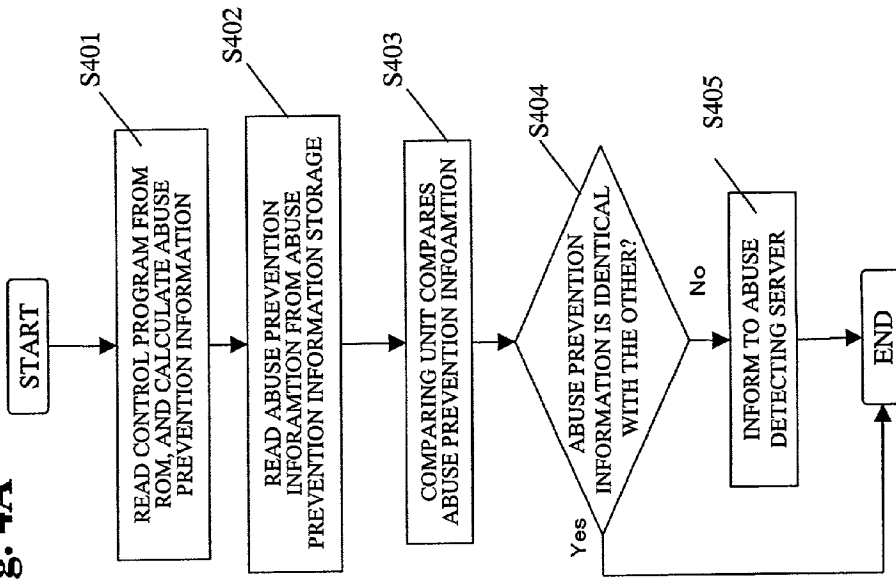 g. 4A
START
READ CONTROL PROGRAM FROM
ROM, AND CALCULATE ABUSE
PREVENTION INFORMATION
S401
READ ABUSE PREVENTION
INFORAMTION FROM ABUSE
PREVENTION INFORMATION STORAGE
S402
COMPARING UNIT COMPARES
ABUSE PREVENTION INFOAMTION
S403
ABUSE PREVENTION
INFORMATION IS IDENTICAL
WITH THE OTHER?
S404
Yes
No
INFORM TO ABUSE
DETECTING SERVER
S405
END